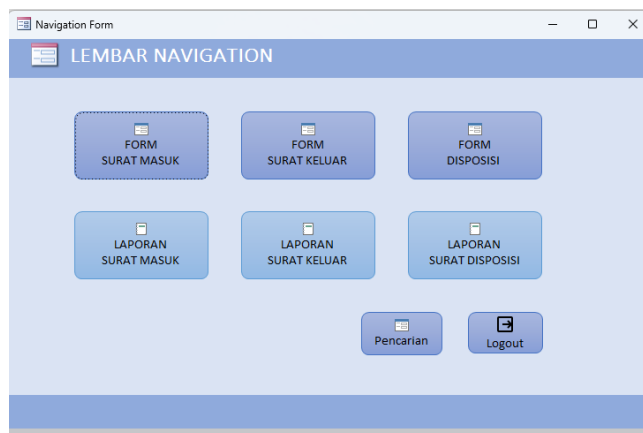 Navigation Form
LEMBAR NAVIGATION
FORM
SURAT MASUK
FORM
SURAT KELUAR
FORM
DISPOSISI
LAPORAN
SURAT MASUK
LAPORAN
SURAT KELUAR
LAPORAN
SURAT DISPOSISI
Pencarian
Logout